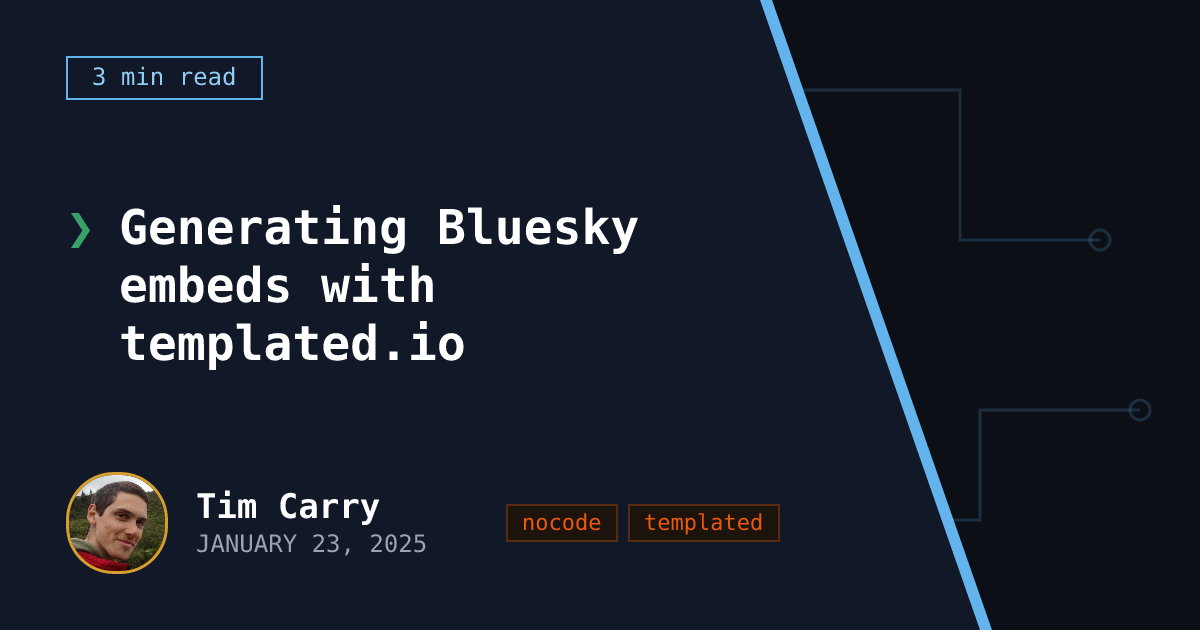 3 min read
❯ Generating Bluesky
embeds with
templated.io
Tim Carry
JANUARY 23, 2025
nocode templated